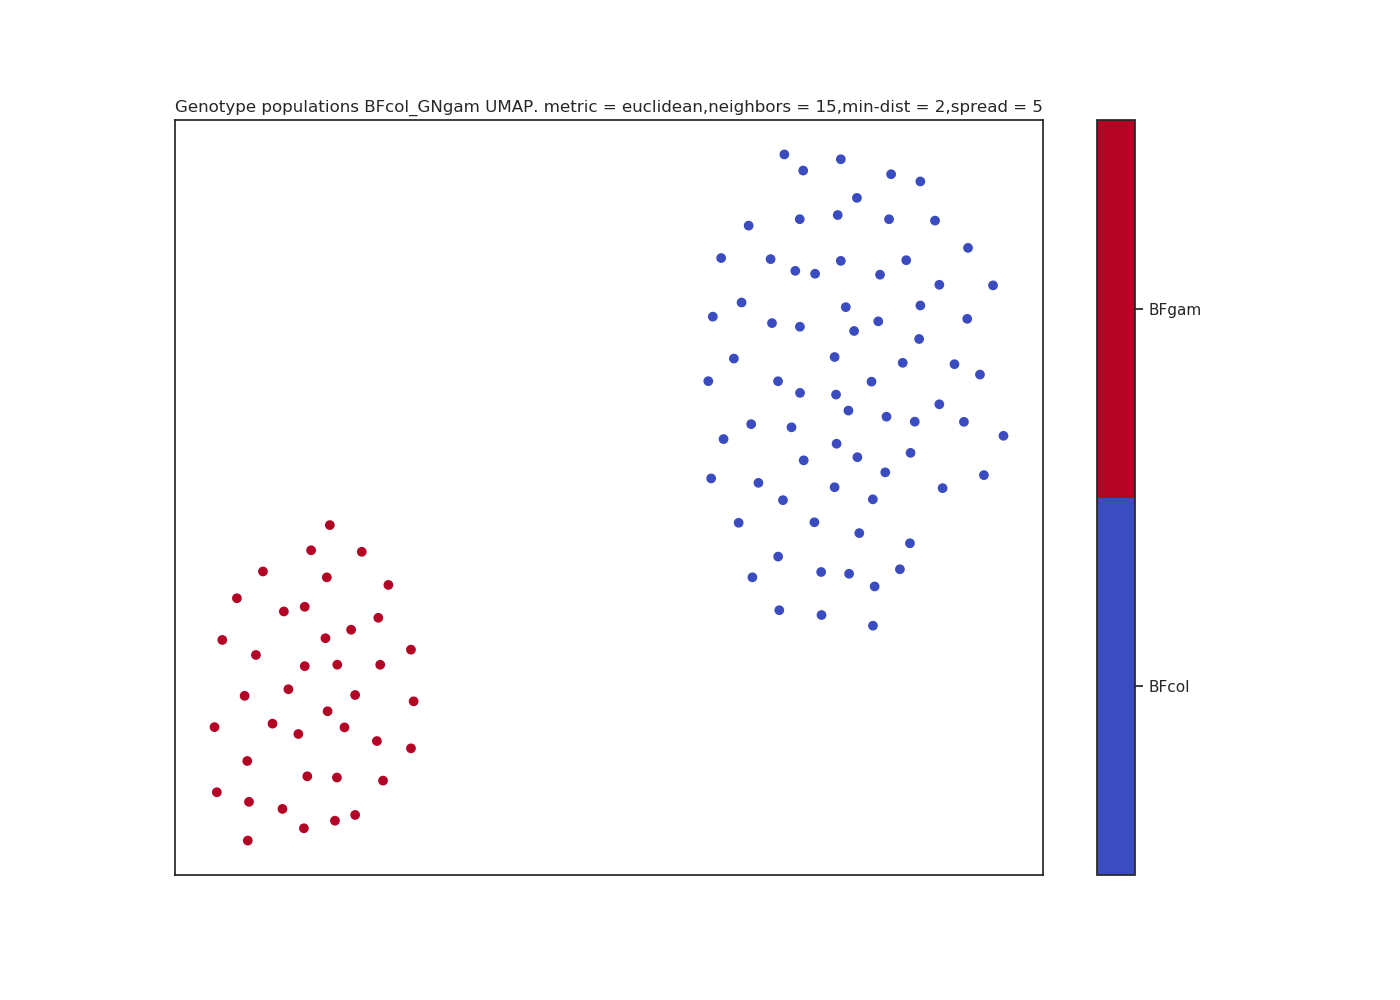 Genotype populations BFcol_GNgam UMAP. metric = euclidean,neighbors = 15,min-dist = 2,spread = 5
BFgam
BFcol